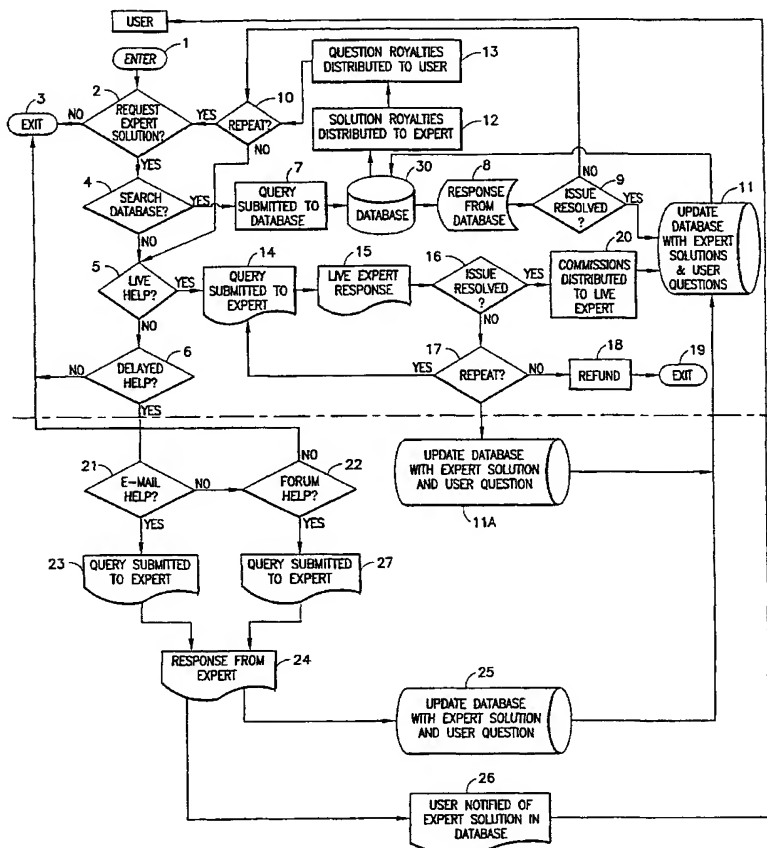 USER
1
ENTER
2
REQUEST
EXPERT
SOLUTION?
NO
YES
YES
3
EXIT
10
REPEAT?
NO
QUESTION ROYALTIES
DISTRIBUTED TO USER
13
SOLUTION ROYALTIES
DISTRIBUTED TO EXPERT
12
4
SEARCH
DATABASE?
YES
NO
7
QUERY
SUBMITTED TO
DATABASE
30
DATABASE
8
RESPONSE
FROM
DATABASE
NO
9
ISSUE
RESOLVED
?
YES
11
UPDATE
DATABASE
WITH EXPERT
SOLUTIONS
& USER
QUESTIONS
5
LIVE
HELP?
YES
NO
14
QUERY
SUBMITTED TO
EXPERT
15
LIVE EXPERT
RESPONSE
16
ISSUE
RESOLVED
?
YES
NO
20
COMMISSIONS
DISTRIBUTED
TO LIVE
EXPERT
6
DELAYED
HELP?
NO
YES
17
REPEAT?
YES
NO
YES
18
REFUND
19
EXIT
21
E-MAIL
HELP?
NO
YES
NO
22
FORUM
HELP?
YES
UPDATE DATABASE
WITH EXPERT SOLUTION
AND USER QUESTION
11A
23
QUERY SUBMITTED
TO EXPERT
QUERY SUBMITTED
TO EXPERT
27
RESPONSE FROM
EXPERT
24
25
UPDATE DATABASE
WITH EXPERT SOLUTION
AND USER QUESTION
26
USER NOTIFIED OF
EXPERT SOLUTION IN
DATABASE